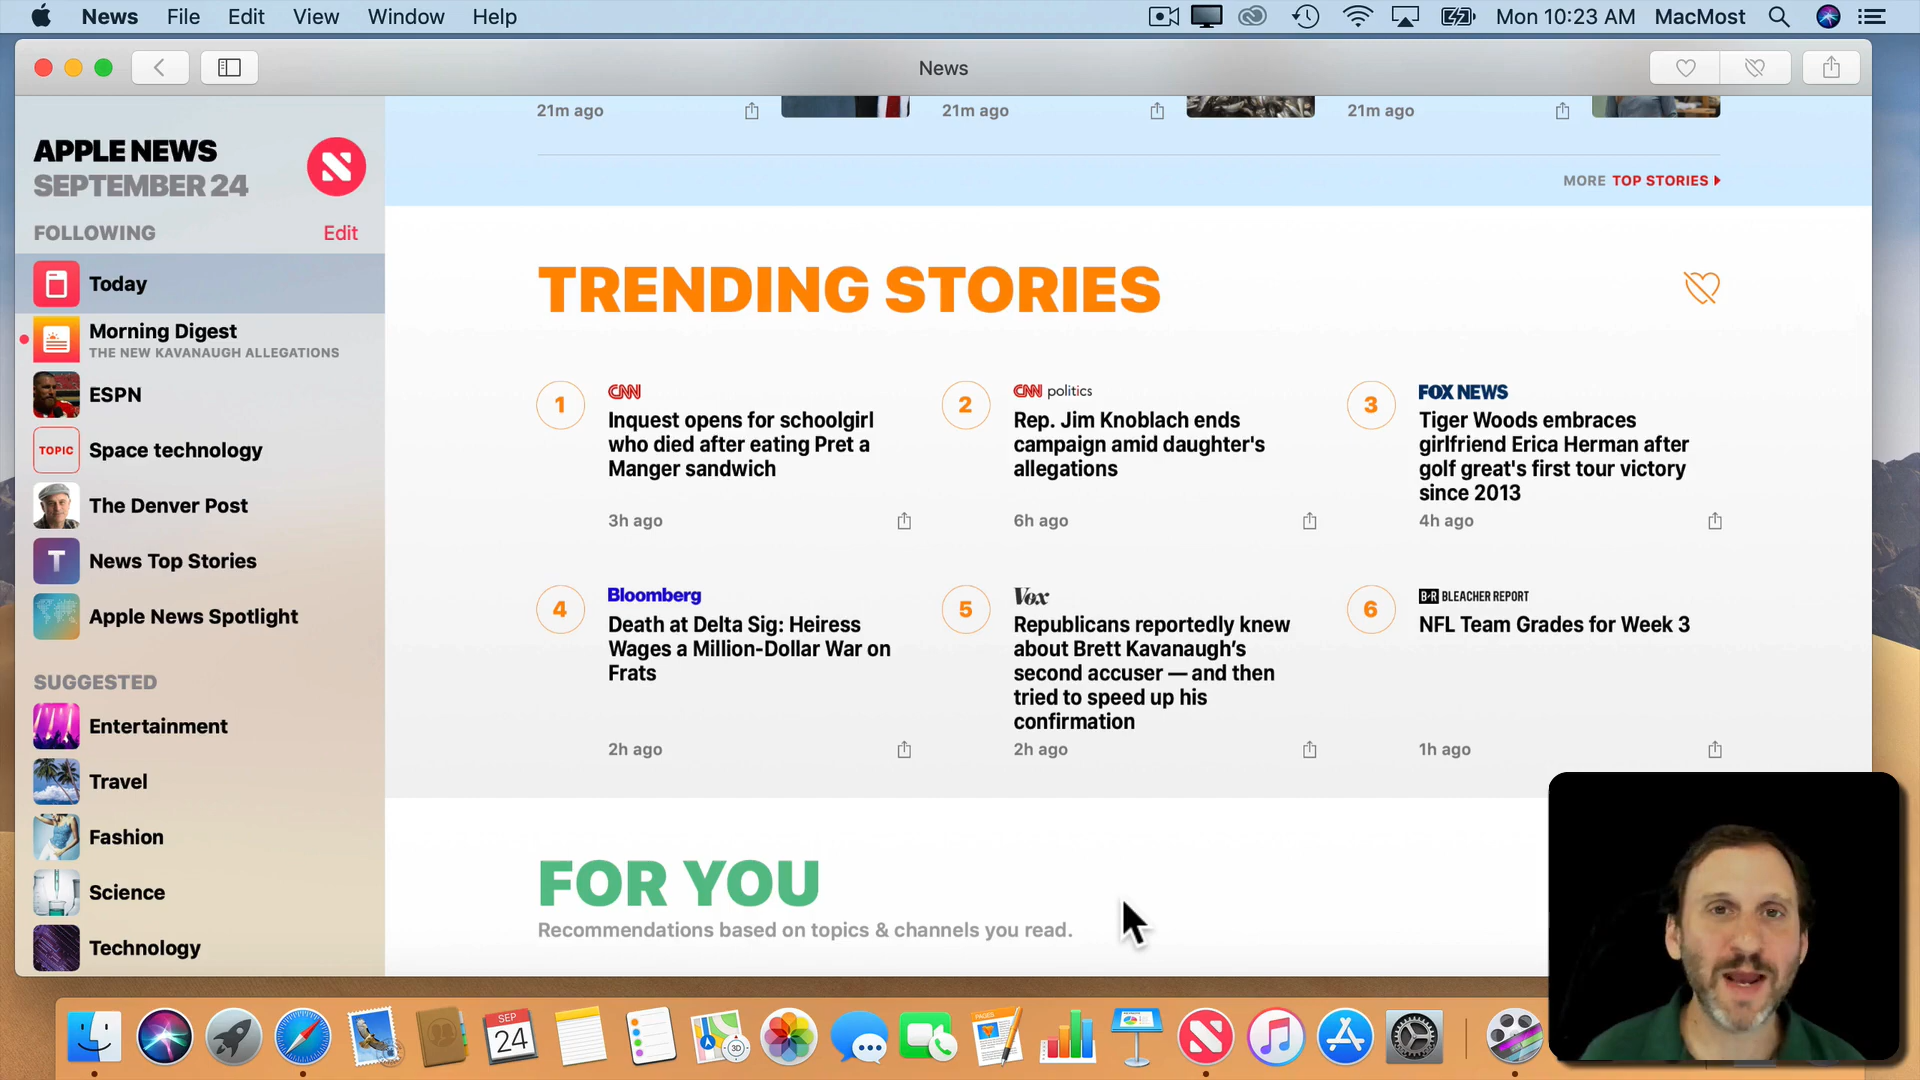 News File Edit View Window Help
Mon 10:23 AM MacMost
News
APPLE NEWS
SEPTEMBER 24
FOLLOWING Edit
Today
Morning Digest
THE NEW KAVANAUGH ALLEGATIONS
ESPN
TOPIC
Space technology
The Denver Post
T
News Top Stories
Apple News Spotlight
SUGGESTED
Entertainment
Travel
Fashion
Science
Technology
21m ago
21m ago
21m ago
MORE TOP STORIES
TRENDING STORIES
1
CNN
Inquest opens for schoolgirl
who died after eating Pret a
Manger sandwich
3h ago
2
CNN politics
Rep. Jim Knoblach ends
campaign amid daughter's
allegations
6h ago
3
FOX NEWS
Tiger Woods embraces
girlfriend Erica Herman after
golf great's first tour victory
since 2013
4h ago
4
Bloomberg
Death at Delta Sig: Heiress
Wages a Million-Dollar War on
Frats
2h ago
5
Vox
Republicans reportedly knew
about Brett Kavanaugh’s
second accuser — and then
tried to speed up his
confirmation
2h ago
6
B/R BLEACHER REPORT
NFL Team Grades for Week 3
1h ago
FOR YOU
Recommendations based on topics & channels you read.
SEP
24
3D
PAGES